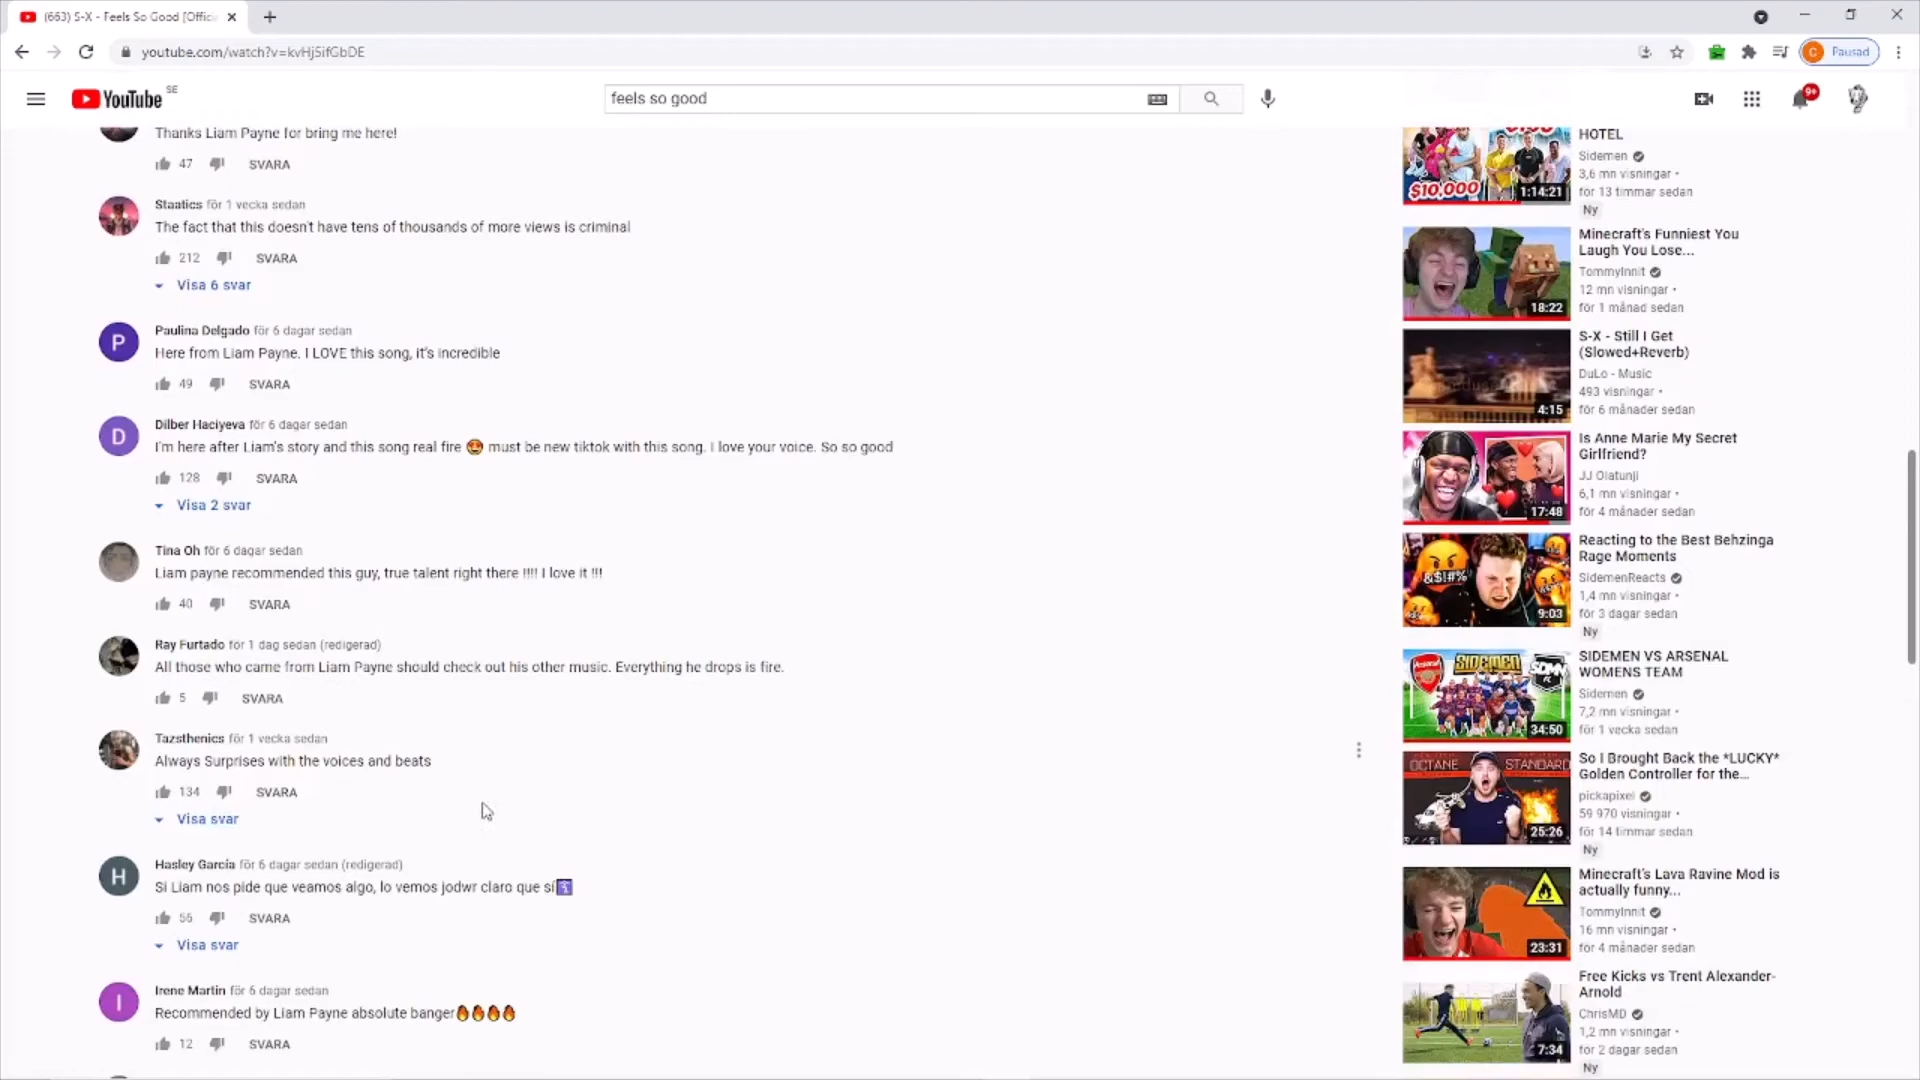 (663) S-X - Feels So Good [Offici
youtube.com/watch?v=kvHj5ifGbDE
C Pausad
YouTube SE
feels so good
9+
Thanks Liam Payne for bring me here!
47 SVARA
Staatics för 1 vecka sedan
The fact that this doesn't have tens of thousands of more views is criminal
212 SVARA
Visa 6 svar
P
Paulina Delgado för 6 dagar sedan
Here from Liam Payne. I LOVE this song, it's incredible
49 SVARA
D
Dilber Haciyeva för 6 dagar sedan
I'm here after Liam's story and this song real fire 😍 must be new tiktok with this song. I love your voice. So so good
128 SVARA
Visa 2 svar
Tina Oh för 6 dagar sedan
Liam payne recommended this guy, true talent right there !!!! I love it !!!
40 SVARA
Ray Furtado för 1 dag sedan (redigerad)
All those who came from Liam Payne should check out his other music. Everything he drops is fire.
5 SVARA
Tazsthenics för 1 vecka sedan
Always Surprises with the voices and beats
134 SVARA
Visa svar
H
Hasley García för 6 dagar sedan (redigerad)
Si Liam nos pide que veamos algo, lo vemos jodwr claro que sí
56 SVARA
Visa svar
I
Irene Martin för 6 dagar sedan
Recommended by Liam Payne absolute banger🔥🔥🔥🔥
12 SVARA
$10,000
1:14:21
HOTEL
Sidemen
3,6 mn visningar •
för 13 timmar sedan
Ny
18:22
Minecraft's Funniest You
Laugh You Lose...
TommyInnit
12 mn visningar •
för 1 månad sedan
4:15
S-X - Still I Get
(Slowed+Reverb)
DuLo - Music
493 visningar •
för 6 månader sedan
17:48
Is Anne Marie My Secret
Girlfriend?
JJ Olatunji
6,1 mn visningar •
för 4 månader sedan
&$!#%
9:03
Reacting to the Best Behzinga
Rage Moments
SidemenReacts
1,4 mn visningar •
för 3 dagar sedan
Ny
Arsenal
SIDEMEN
SDMN
FC
34:50
SIDEMEN VS ARSENAL
WOMENS TEAM
Sidemen
7,2 mn visningar •
för 1 vecka sedan
OCTANE STANDARD
25:26
So I Brought Back the *LUCKY*
Golden Controller for the...
pickapixel
59 970 visningar •
för 14 timmar sedan
Ny
23:31
Minecraft's Lava Ravine Mod is
actually funny...
TommyInnit
16 mn visningar •
för 4 månader sedan
7:34
Free Kicks vs Trent Alexander-
Arnold
ChrisMD
1,2 mn visningar •
för 2 dagar sedan
Ny